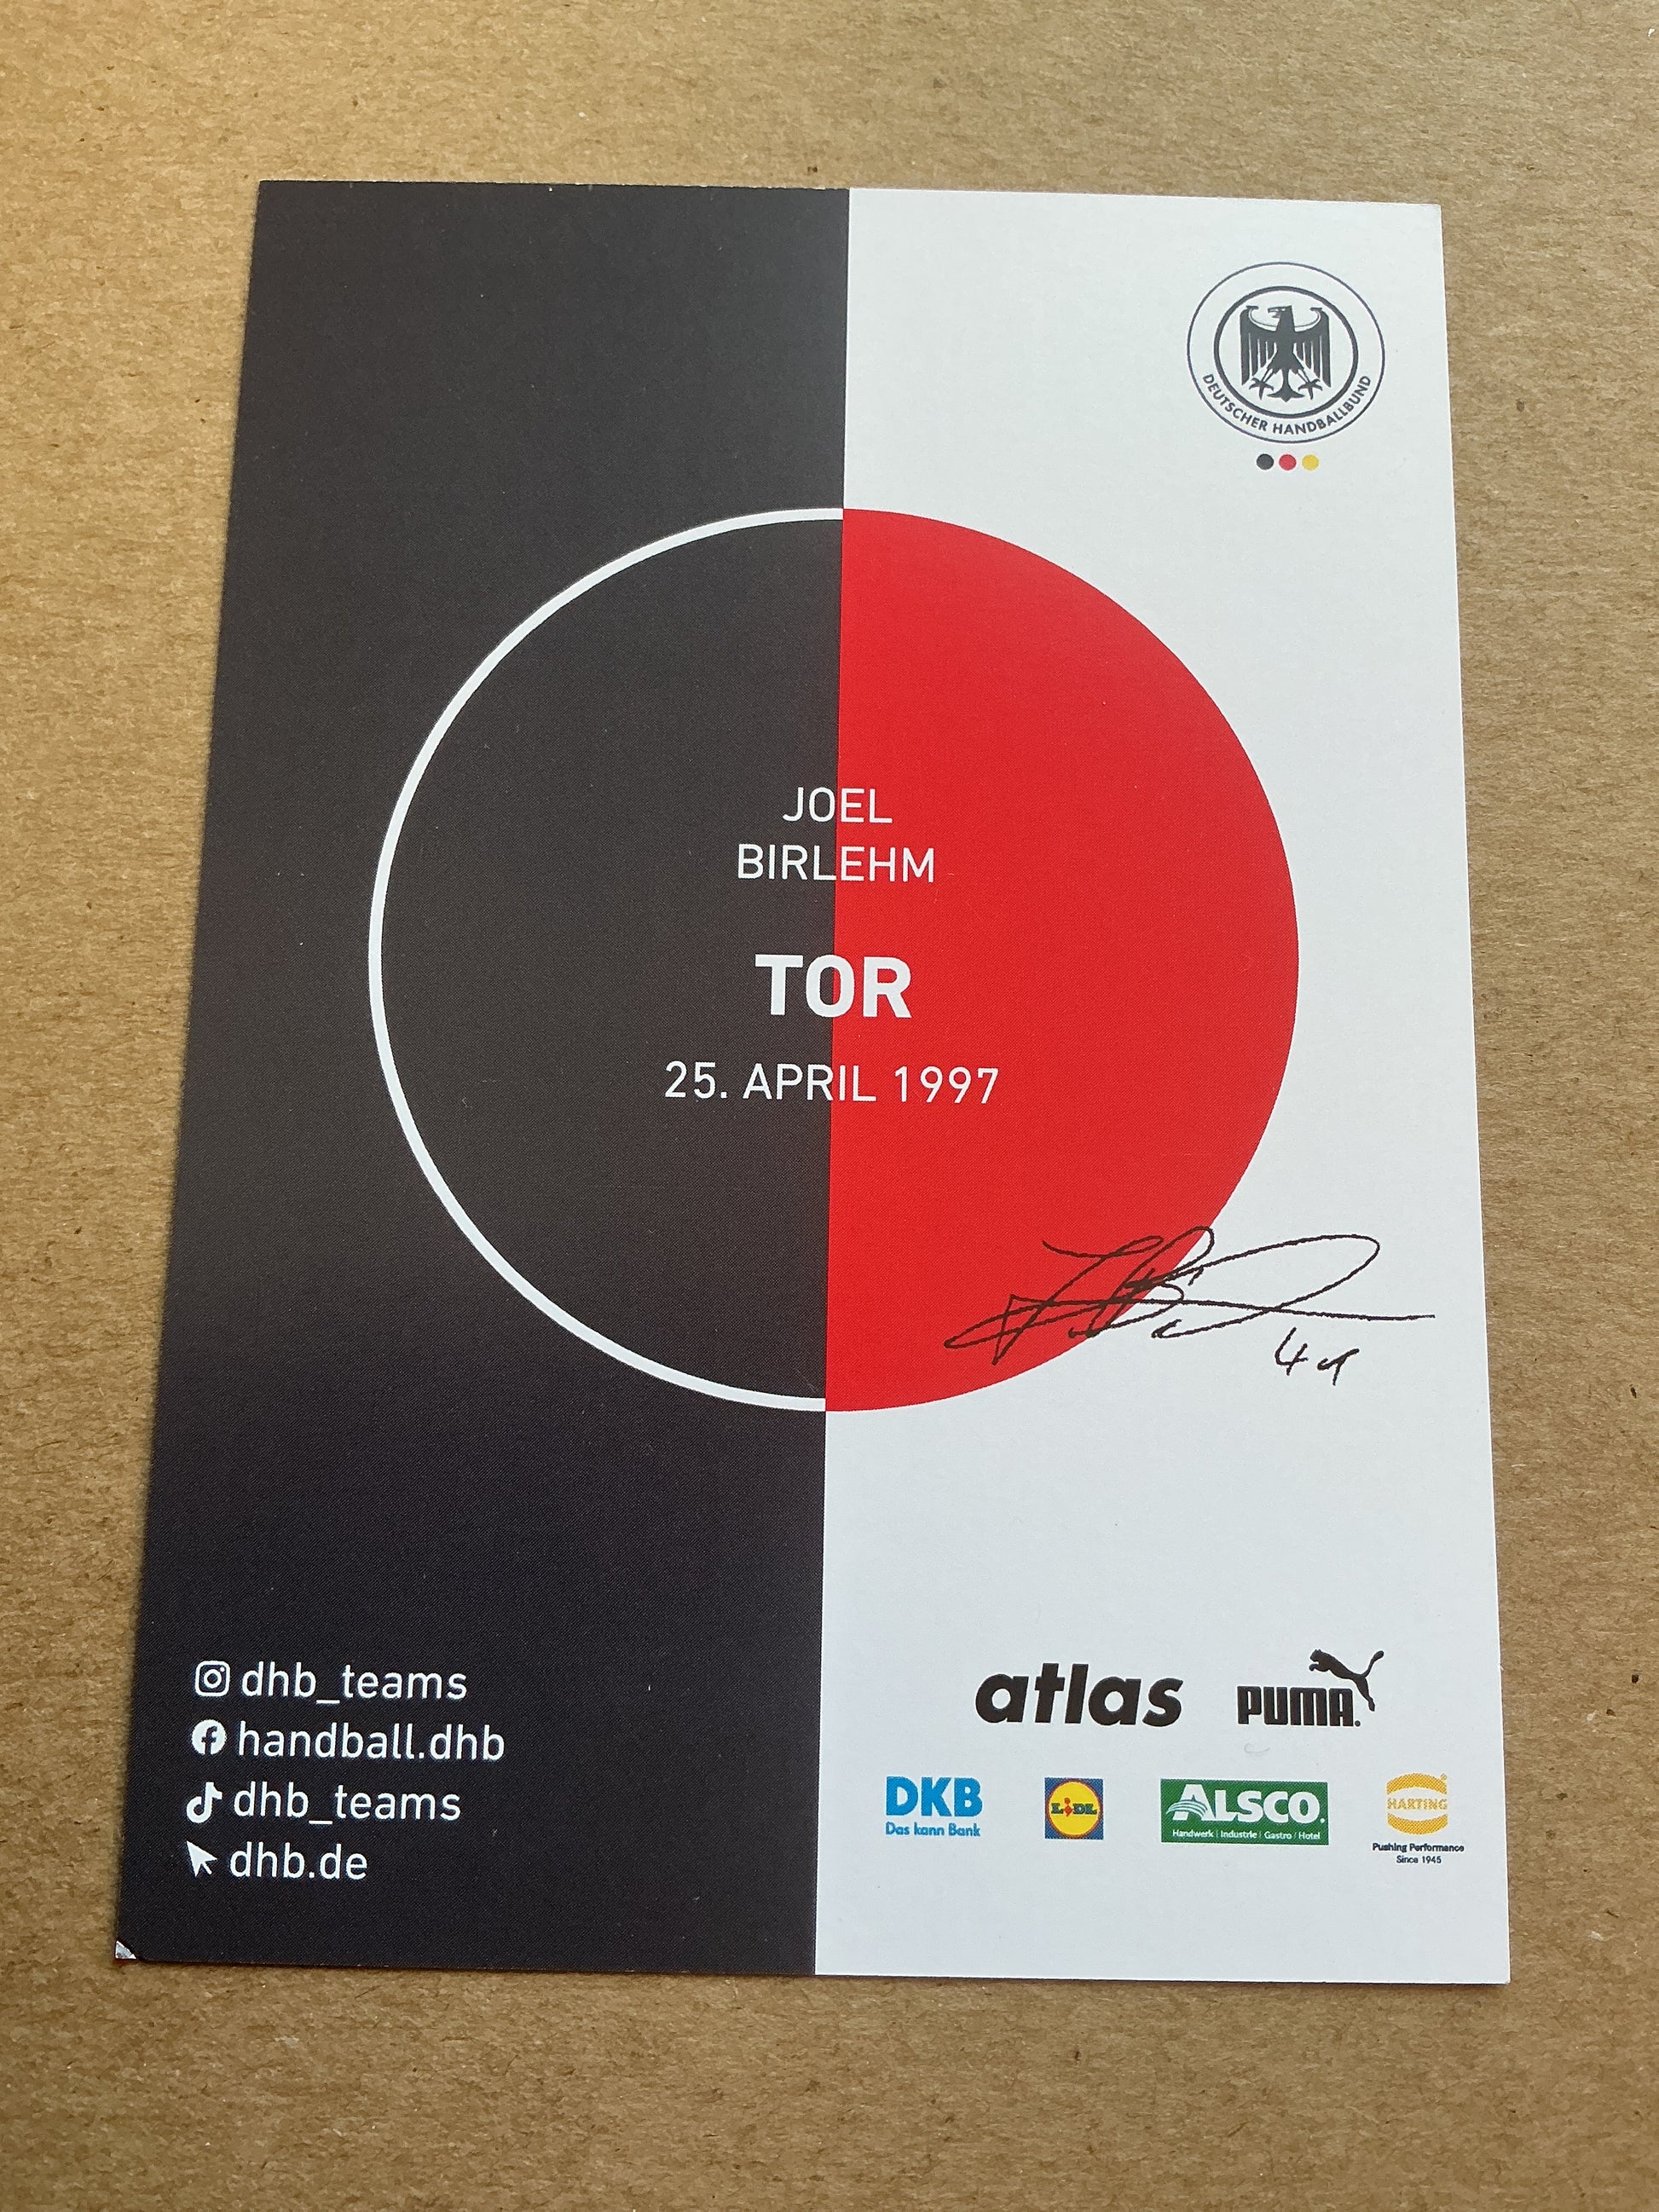 DEUTSCHER HANDBALLBUND
JOEL
BIRLEHM
TOR
25. APRIL 1997
dhb_teams
handball.dhb
dhb_teams
dhb.de
atlas
PUMA
DKB
Das kann Bank
LIDL
ALSCO
Handwerk | Industrie | Gastro | Hotel
HARTING
Pushing Performance
Since 1945